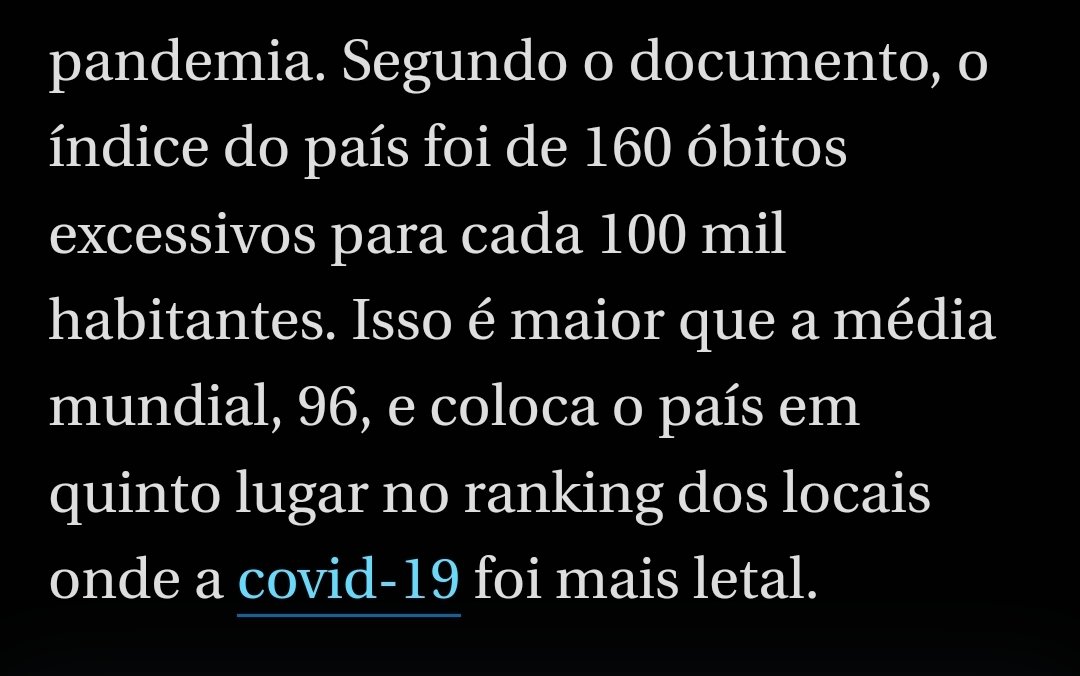 pandemia. Segundo o documento, o
índice do país foi de 160 óbitos
excessivos para cada 100 mil
habitantes. Isso é maior que a média
mundial, 96, e coloca o país em
quinto lugar no ranking dos locais
onde a covid-19 foi mais letal.